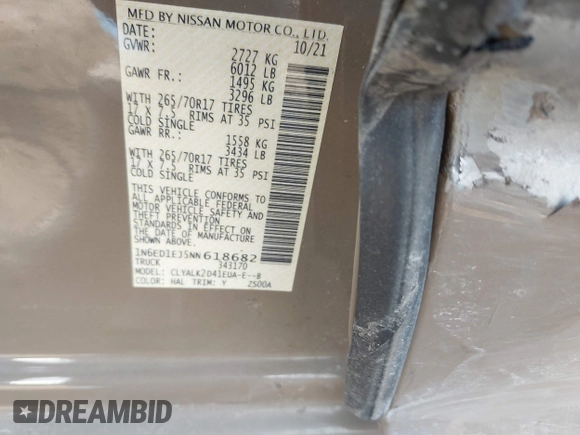 MFD BY NISSAN MOTOR CO., LTD.
DATE: 10/21
GVWR: 2727 KG
6012 LB
GAWR FR.: 1495 KG
3296 LB
WITH 265/70R17 TIRES
17 X 7.5 RIMS AT 35 PSI
COLD SINGLE
GAWR RR.: 1558 KG
3434 LB
WITH 265/70R17 TIRES
17 X 7.5 RIMS AT 35 PSI
COLD SINGLE
THIS VEHICLE CONFORMS TO
ALL APPLICABLE FEDERAL
MOTOR VEHICLE SAFETY AND
THEFT PREVENTION
STANDARDS IN EFFECT ON
THE DATE OF MANUFACTURE
SHOWN ABOVE.
1N6ED1EJ5NN618682
TRUCK 343170
MODEL: CLYALK2D41EUA-E--B
COLOR: HAL TRIM: Y 2S00A
DREAMBID